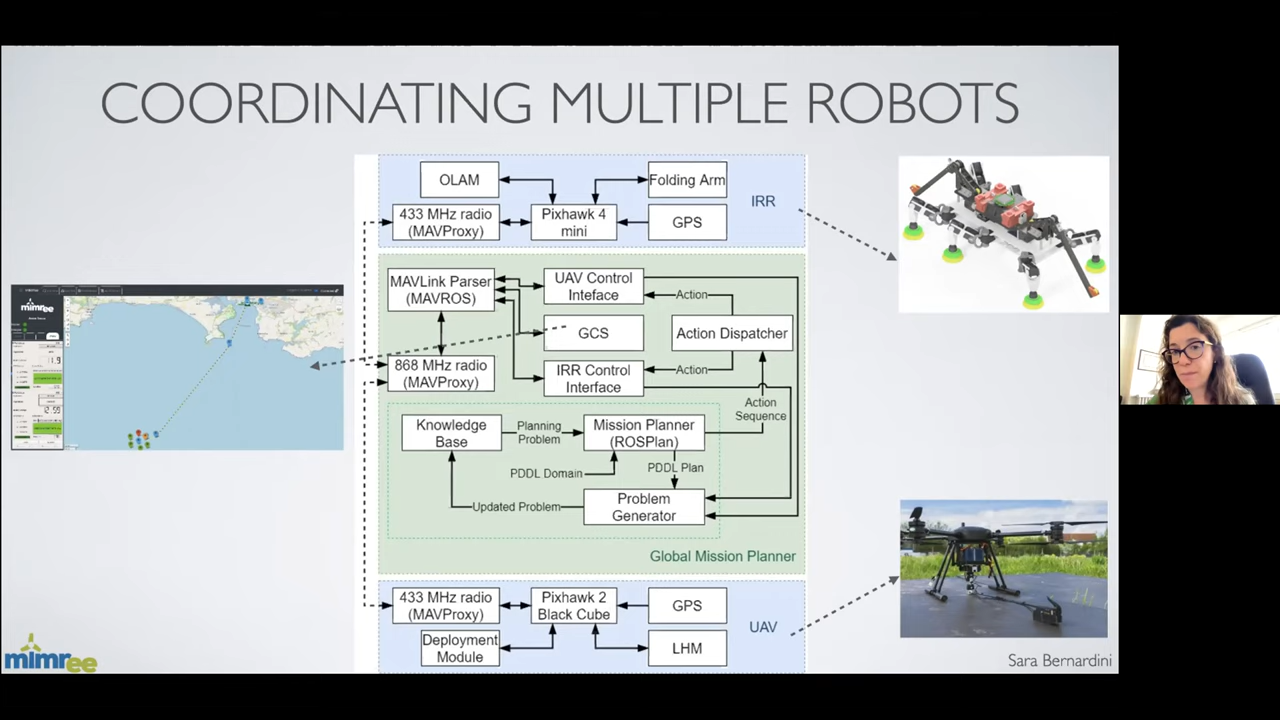 COORDINATING MULTIPLE ROBOTS
OLAM
Folding Arm
IRR
433 MHz radio
(MAVProxy)
Pixhawk 4
mini
GPS
MAVLink Parser
(MAVROS)
UAV Control
Inteface
Action
GCS
Action Dispatcher
868 MHz radio
(MAVProxy)
IRR Control
Interface
Action
Action
Sequence
Knowledge
Base
Planning
Problem
Mission Planner
(ROSPlan)
PDDL Domain
PDDL Plan
Updated Problem
Problem
Generator
Global Mission Planner
433 MHz radio
(MAVProxy)
Pixhawk 2
Black Cube
GPS
UAV
Deployment
Module
LHM
mimree
mimree
Sara Bernardini